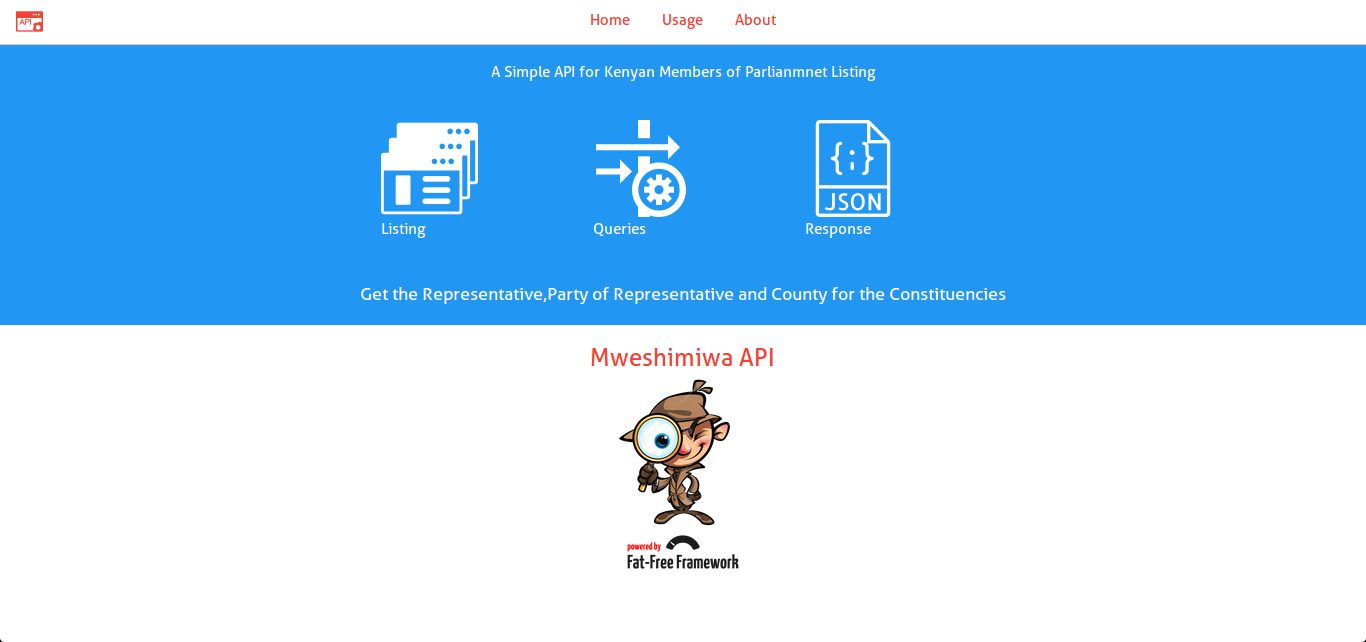 API
Home Usage About
A Simple API for Kenyan Members of Parlianmnet Listing
{;}
JSON
Listing Queries Response
Get the Representative,Party of Representative and County for the Constituencies
Mweshimiwa API
powered by
Fat-Free Framework